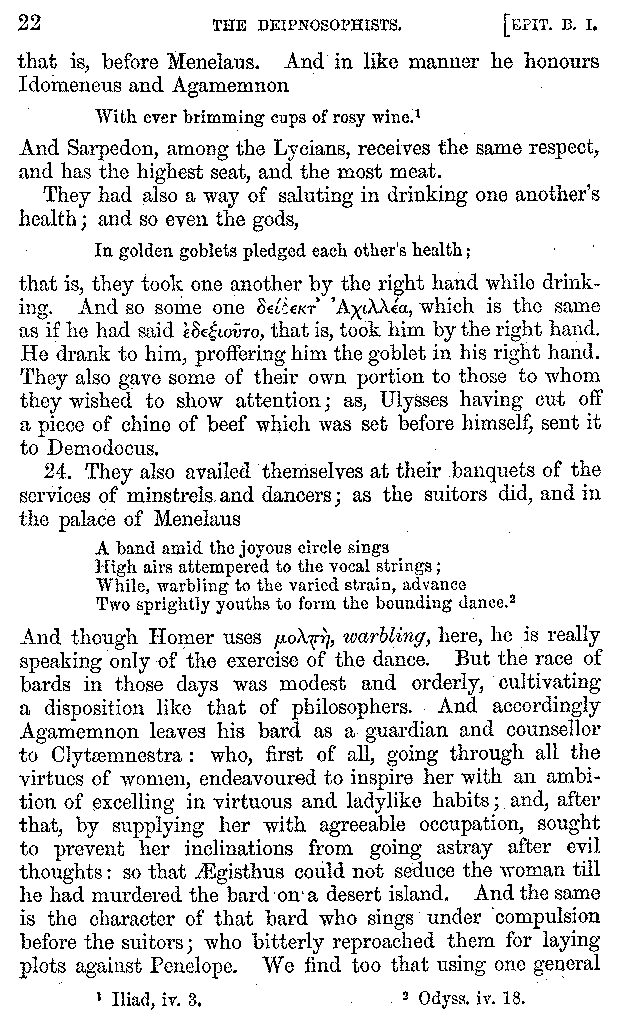 22 THE DEIPNOSOPHISTS. [EPIT. B. I.
that is, before Menelaus. And in like manner he honours
Idomeneus and Agamemnon
With ever brimming cups of rosy wine.¹
And Sarpedon, among the Lycians, receives the same respect,
and has the highest seat, and the most meat.
They had also a way of saluting in drinking one another's
health; and so even the gods,
In golden goblets pledged each other's health;
that is, they took one another by the right hand while drink-
ing. And so some one δείδεκτ’ Ἀχιλλέα, which is the same
as if he had said ἐδεξιοῦτο, that is, took him by the right hand.
He drank to him, proffering him the goblet in his right hand.
They also gave some of their own portion to those to whom
they wished to show attention; as, Ulysses having cut off
a piece of chine of beef which was set before himself, sent it
to Demodocus.
24. They also availed themselves at their banquets of the
services of minstrels and dancers; as the suitors did, and in
the palace of Menelaus
A band amid the joyous circle sings
High airs attempered to the vocal strings;
While, warbling to the varied strain, advance
Two sprightly youths to form the bounding dance.²
And though Homer uses μολπὴ, warbling, here, he is really
speaking only of the exercise of the dance. But the race of
bards in those days was modest and orderly, cultivating
a disposition like that of philosophers. And accordingly
Agamemnon leaves his bard as a guardian and counsellor
to Clytæmnestra: who, first of all, going through all the
virtues of women, endeavoured to inspire her with an ambi-
tion of excelling in virtuous and ladylike habits; and, after
that, by supplying her with agreeable occupation, sought
to prevent her inclinations from going astray after evil
thoughts: so that Ægisthus could not seduce the woman till
he had murdered the bard on a desert island. And the same
is the character of that bard who sings under compulsion
before the suitors; who bitterly reproached them for laying
plots against Penelope. We find too that using one general
¹ Iliad, iv. 3. ² Odyss. iv. 18.